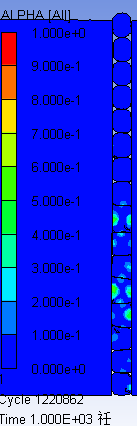 ALPHA [All]
1.000e+0
9.000e-1
8.000e-1
7.000e-1
6.000e-1
5.000e-1
4.000e-1
3.000e-1
2.000e-1
1.000e-1
0.000e+0
Cycle 1220862
Time 1.000E+03 社